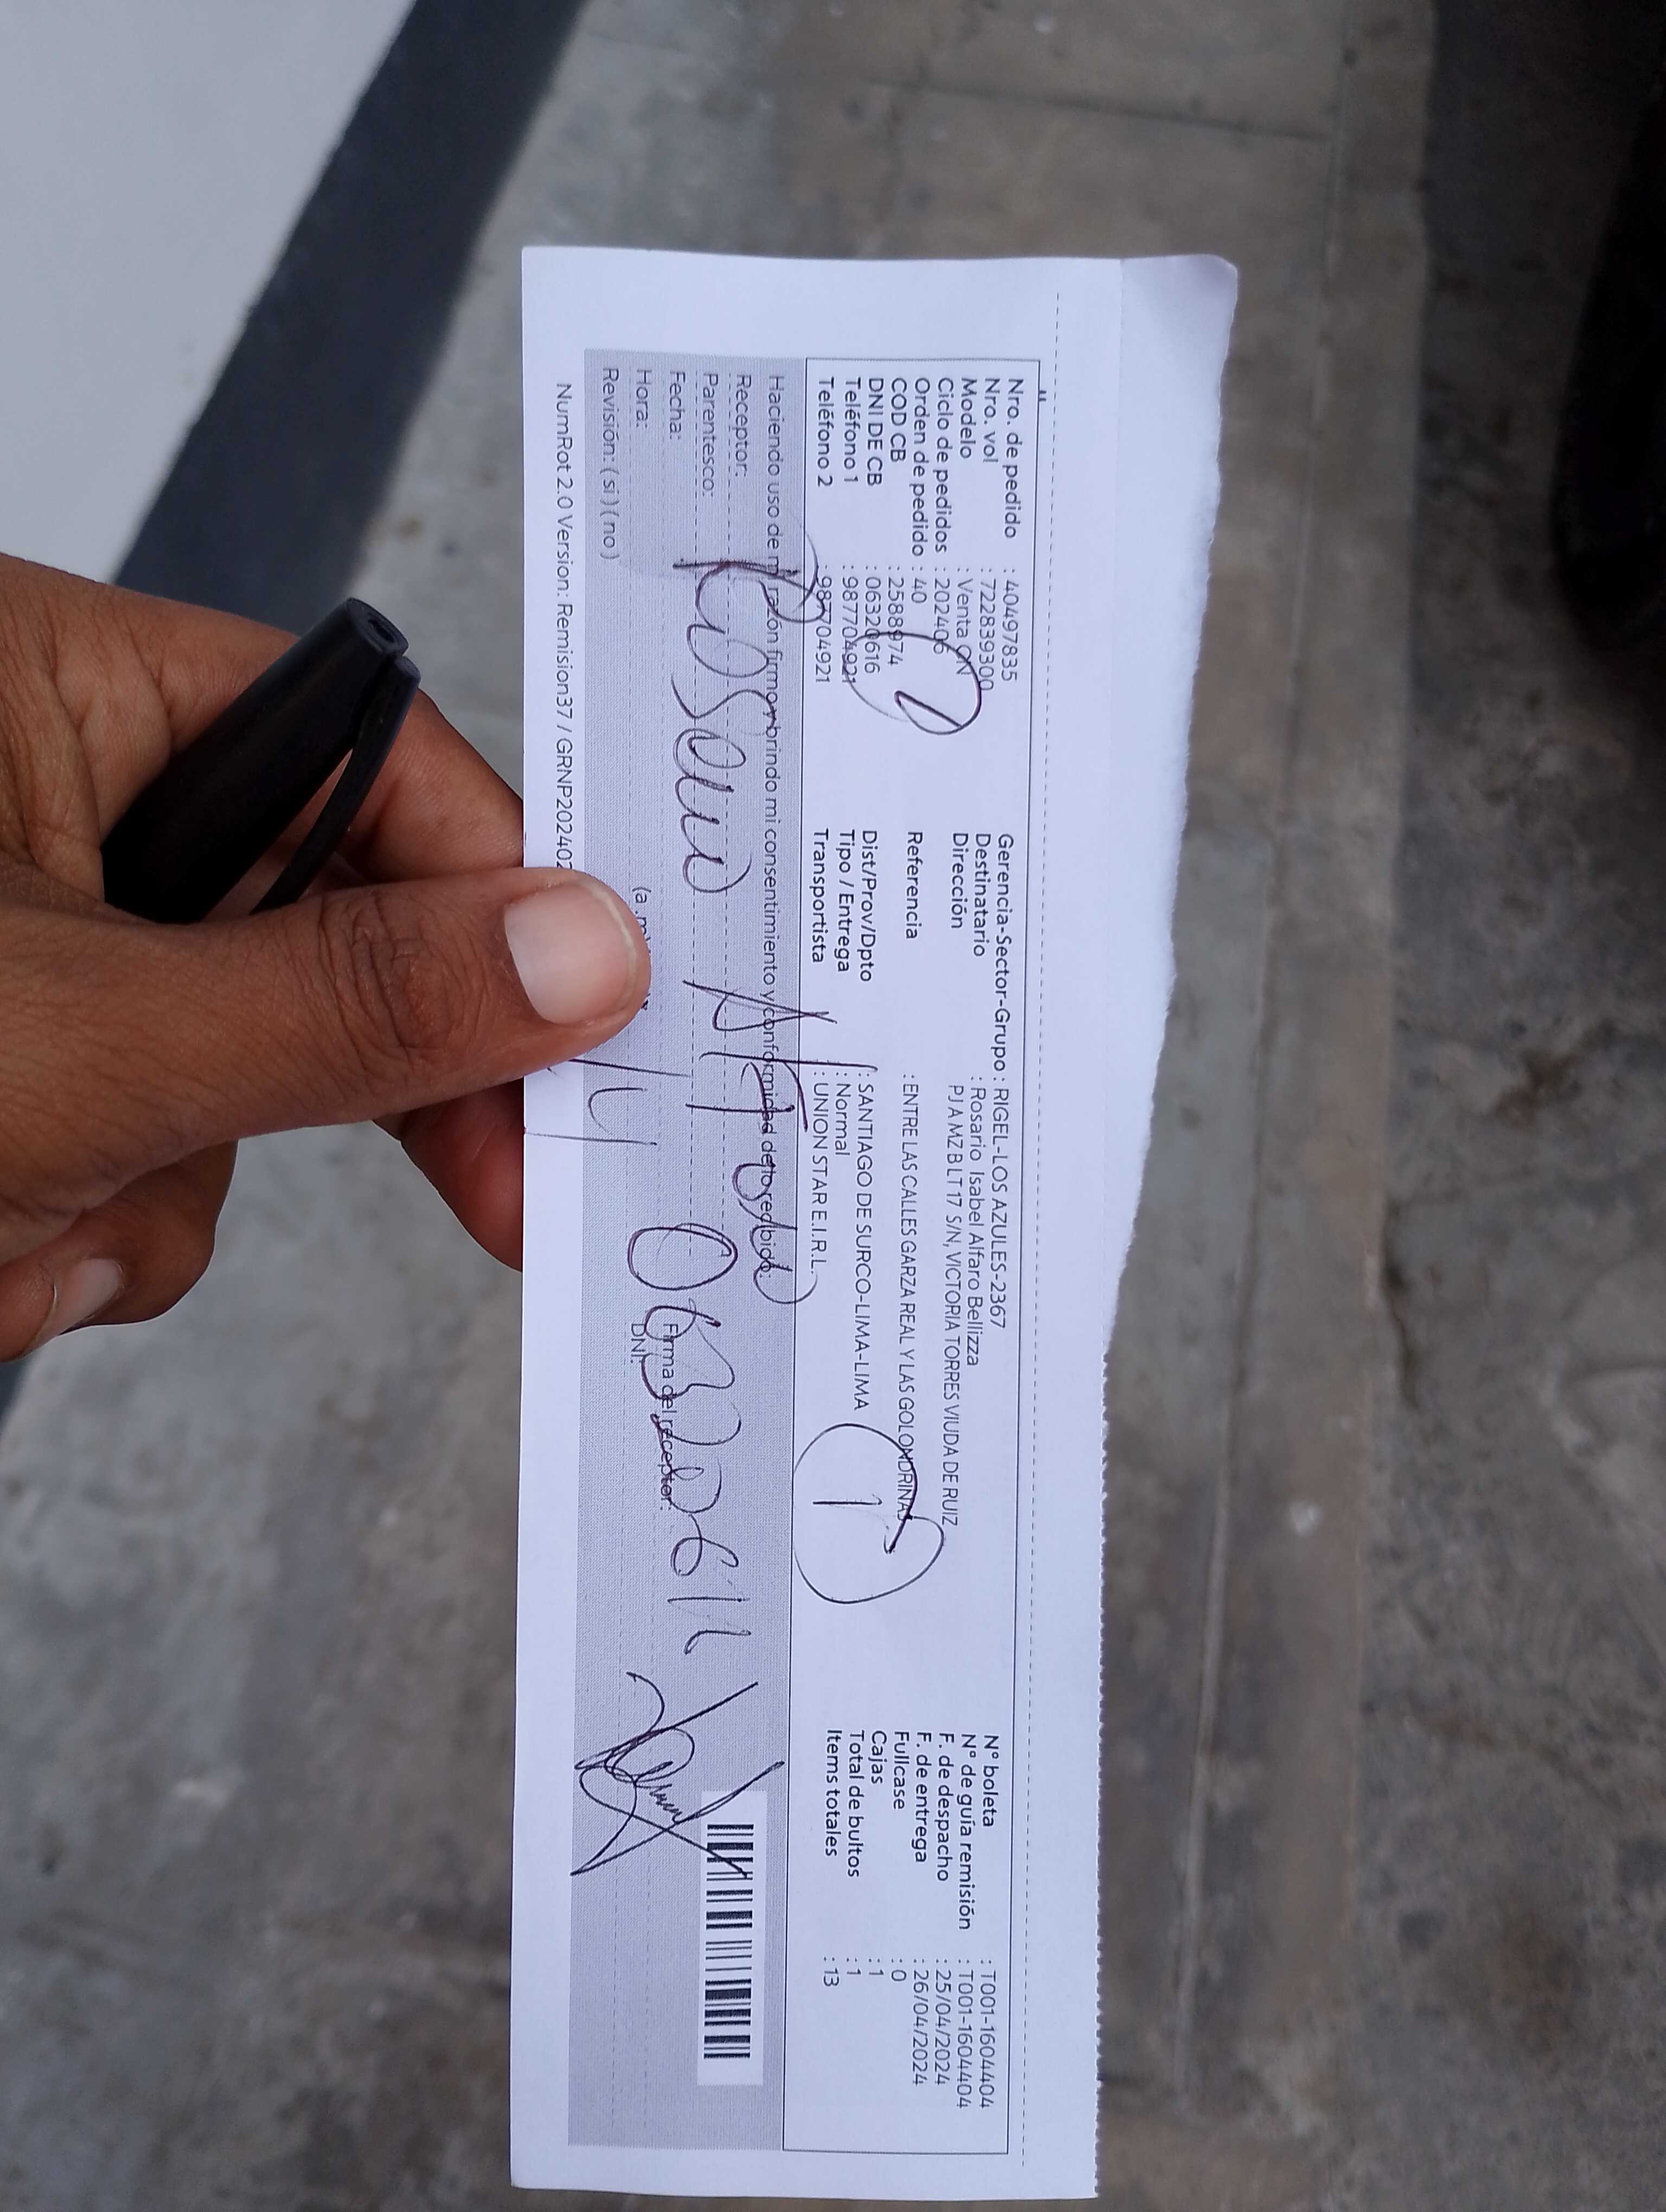 Nro. de pedido : 40497835
Nro. vol : 722839300
Modelo : Venta ON
Ciclo de pedidos : 202406
Orden de pedido : 40
COD CB : 2588974
DNI DE CB : 06320616
Teléfono 1 : 987704921
Teléfono 2 : 987704921
Gerencia-Sector-Grupo : RIGEL-LOS AZULES-2367
Destinatario : Rosario Isabel Alfaro Bellizza
Dirección PJ A MZ B LT 17 S/N, VICTORIA TORRES VIUDA DE RUIZ
Referencia : ENTRE LAS CALLES GARZA REAL Y LAS GOLONDRINAS
Dist/Prov/Dpto : SANTIAGO DE SURCO-LIMA-LIMA
Tipo / Entrega : Normal
Transportista : UNION STAR E.I.R.L.
N° boleta : T001-1604404
N° de guía remisión : T001-1604404
F. de despacho : 25/04/2024
F. de entrega : 26/04/2024
Fullcase : 0
Cajas : 1
Total de bultos : 1
Items totales : 13
Haciendo uso de mi razón firmo y brindo mi consentimiento y conformidad de lo recibido:
Receptor:
Parentesco:
Fecha:
Hora:
Revisión: ( si ) ( no )
Firma del receptor:
DNI:
NumRot 2.0 Version: Remision37 / GRNP202402